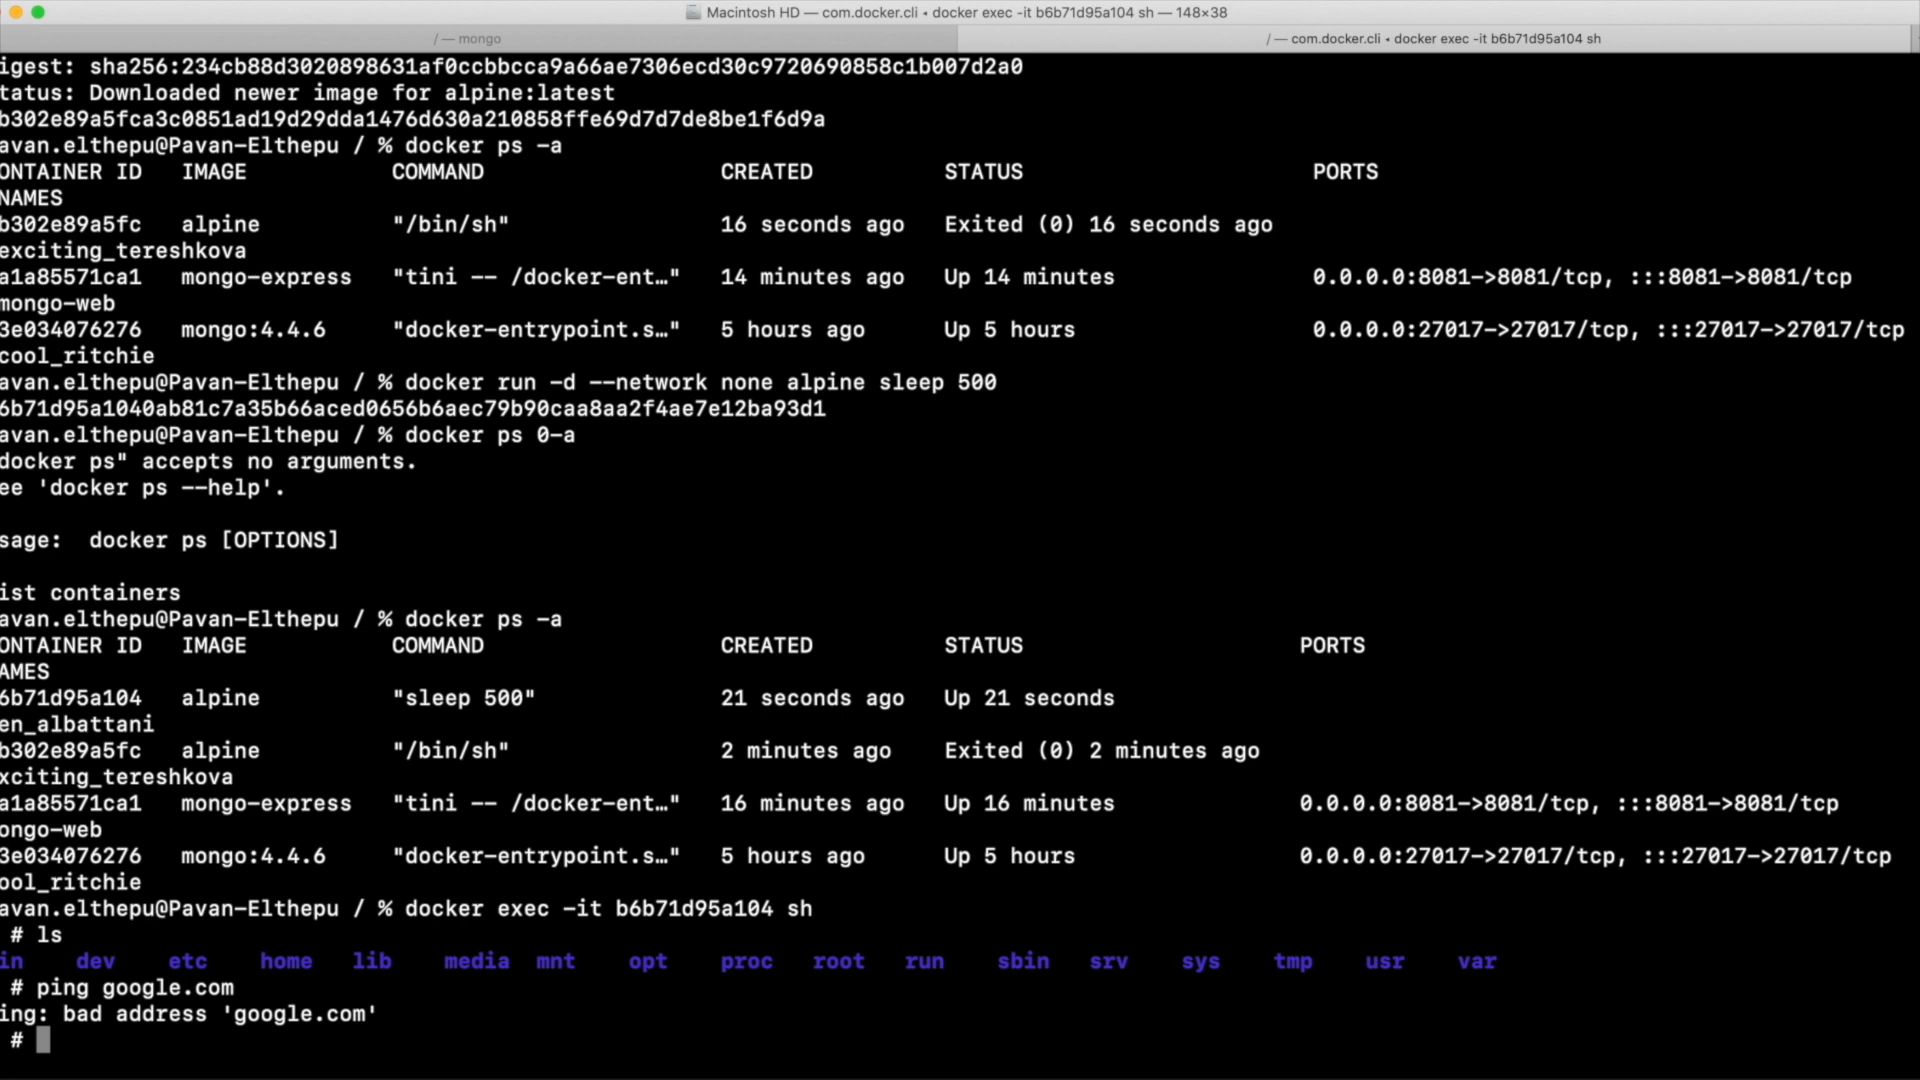 Macintosh HD — com.docker.cli • docker exec -it b6b71d95a104 sh — 148×38
/ — mongo
/ — com.docker.cli • docker exec -it b6b71d95a104 sh
igest: sha256:234cb88d3020898631af0ccbbcca9a66ae7306ecd30c9720690858c1b007d2a0
tatus: Downloaded newer image for alpine:latest
b302e89a5fca3c0851ad19d29dda1476d630a210858ffe69d7d7de8be1f6d9a
avan.elthepu@Pavan-Elthepu / % docker ps -a
ONTAINER ID IMAGE COMMAND CREATED STATUS PORTS
NAMES
b302e89a5fc alpine "/bin/sh" 16 seconds ago Exited (0) 16 seconds ago
exciting_tereshkova
a1a85571ca1 mongo-express "tini -- /docker-ent…" 14 minutes ago Up 14 minutes 0.0.0.0:8081->8081/tcp, :::8081->8081/tcp
mongo-web
3e034076276 mongo:4.4.6 "docker-entrypoint.s…" 5 hours ago Up 5 hours 0.0.0.0:27017->27017/tcp, :::27017->27017/tcp
cool_ritchie
avan.elthepu@Pavan-Elthepu / % docker run -d --network none alpine sleep 500
6b71d95a1040ab81c7a35b66aced0656b6aec79b90caa8aa2f4ae7e12ba93d1
avan.elthepu@Pavan-Elthepu / % docker ps 0-a
docker ps" accepts no arguments.
ee 'docker ps --help'.
sage: docker ps [OPTIONS]
ist containers
avan.elthepu@Pavan-Elthepu / % docker ps -a
ONTAINER ID IMAGE COMMAND CREATED STATUS PORTS
AMES
6b71d95a104 alpine "sleep 500" 21 seconds ago Up 21 seconds
en_albattani
b302e89a5fc alpine "/bin/sh" 2 minutes ago Exited (0) 2 minutes ago
xciting_tereshkova
a1a85571ca1 mongo-express "tini -- /docker-ent…" 16 minutes ago Up 16 minutes 0.0.0.0:8081->8081/tcp, :::8081->8081/tcp
ongo-web
3e034076276 mongo:4.4.6 "docker-entrypoint.s…" 5 hours ago Up 5 hours 0.0.0.0:27017->27017/tcp, :::27017->27017/tcp
ool_ritchie
avan.elthepu@Pavan-Elthepu / % docker exec -it b6b71d95a104 sh
# ls
in dev etc home lib media mnt opt proc root run sbin srv sys tmp usr var
# ping google.com
ing: bad address 'google.com'
#